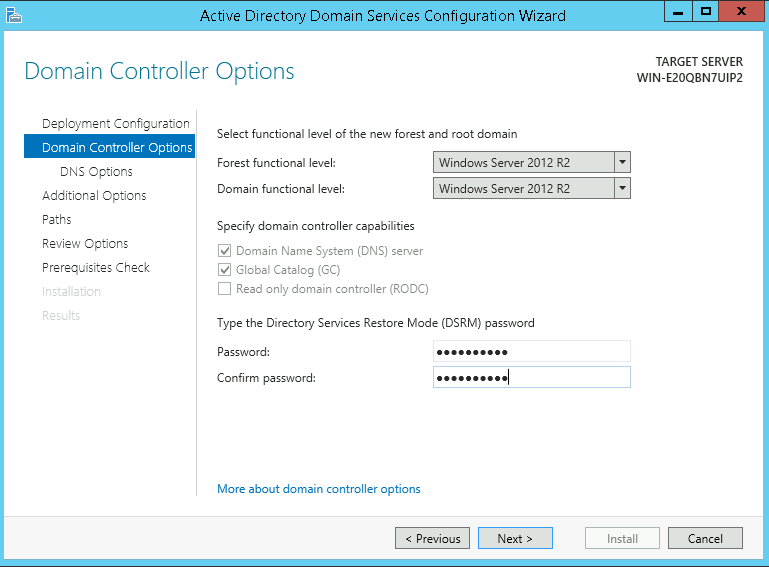 Active Directory Domain Services Configuration Wizard
Domain Controller Options
TARGET SERVER
WIN-E20QBN7UIP2
Deployment Configuration
Domain Controller Options
DNS Options
Additional Options
Paths
Review Options
Prerequisites Check
Installation
Results
Select functional level of the new forest and root domain
Forest functional level: Windows Server 2012 R2
Domain functional level: Windows Server 2012 R2
Specify domain controller capabilities
Domain Name System (DNS) server
Global Catalog (GC)
Read only domain controller (RODC)
Type the Directory Services Restore Mode (DSRM) password
Password: ●●●●●●●●●●
Confirm password: ●●●●●●●●●●
More about domain controller options
< Previous Next > Install Cancel